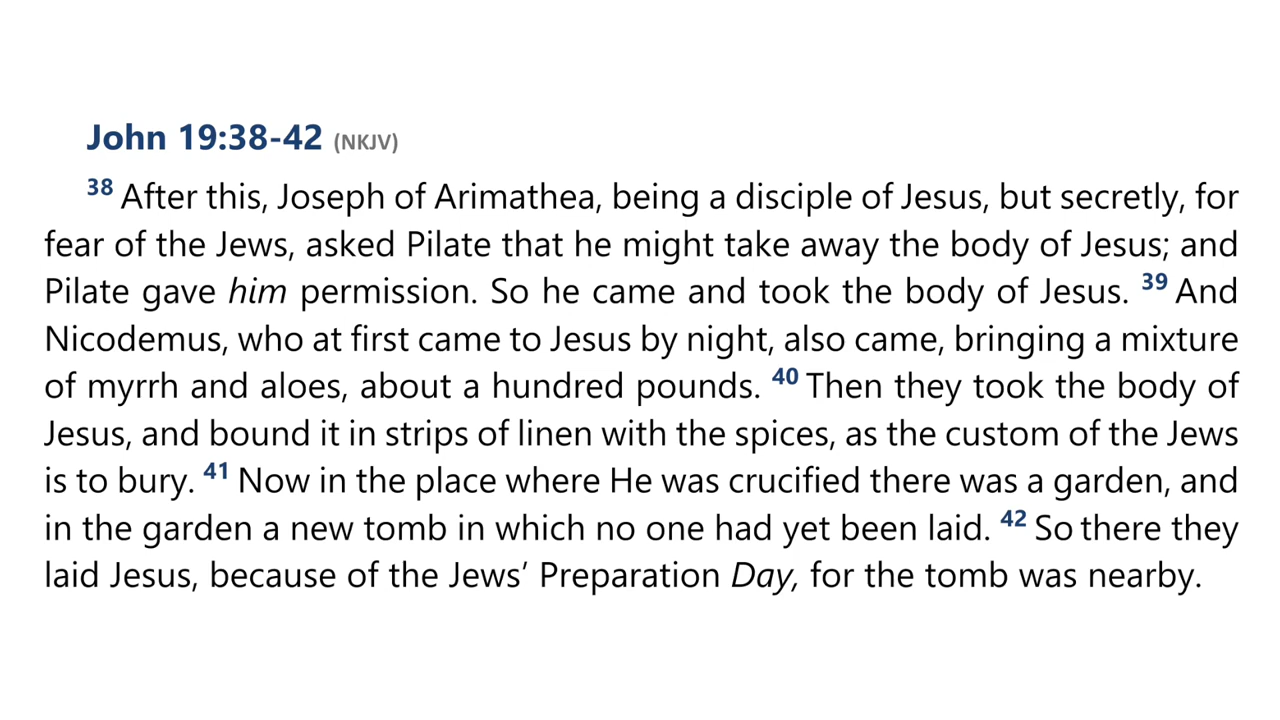 John 19:38-42 (NKJV)
38 After this, Joseph of Arimathea, being a disciple of Jesus, but secretly, for
fear of the Jews, asked Pilate that he might take away the body of Jesus; and
Pilate gave him permission. So he came and took the body of Jesus. 39 And
Nicodemus, who at first came to Jesus by night, also came, bringing a mixture
of myrrh and aloes, about a hundred pounds. 40 Then they took the body of
Jesus, and bound it in strips of linen with the spices, as the custom of the Jews
is to bury. 41 Now in the place where He was crucified there was a garden, and
in the garden a new tomb in which no one had yet been laid. 42 So there they
laid Jesus, because of the Jews’ Preparation Day, for the tomb was nearby.